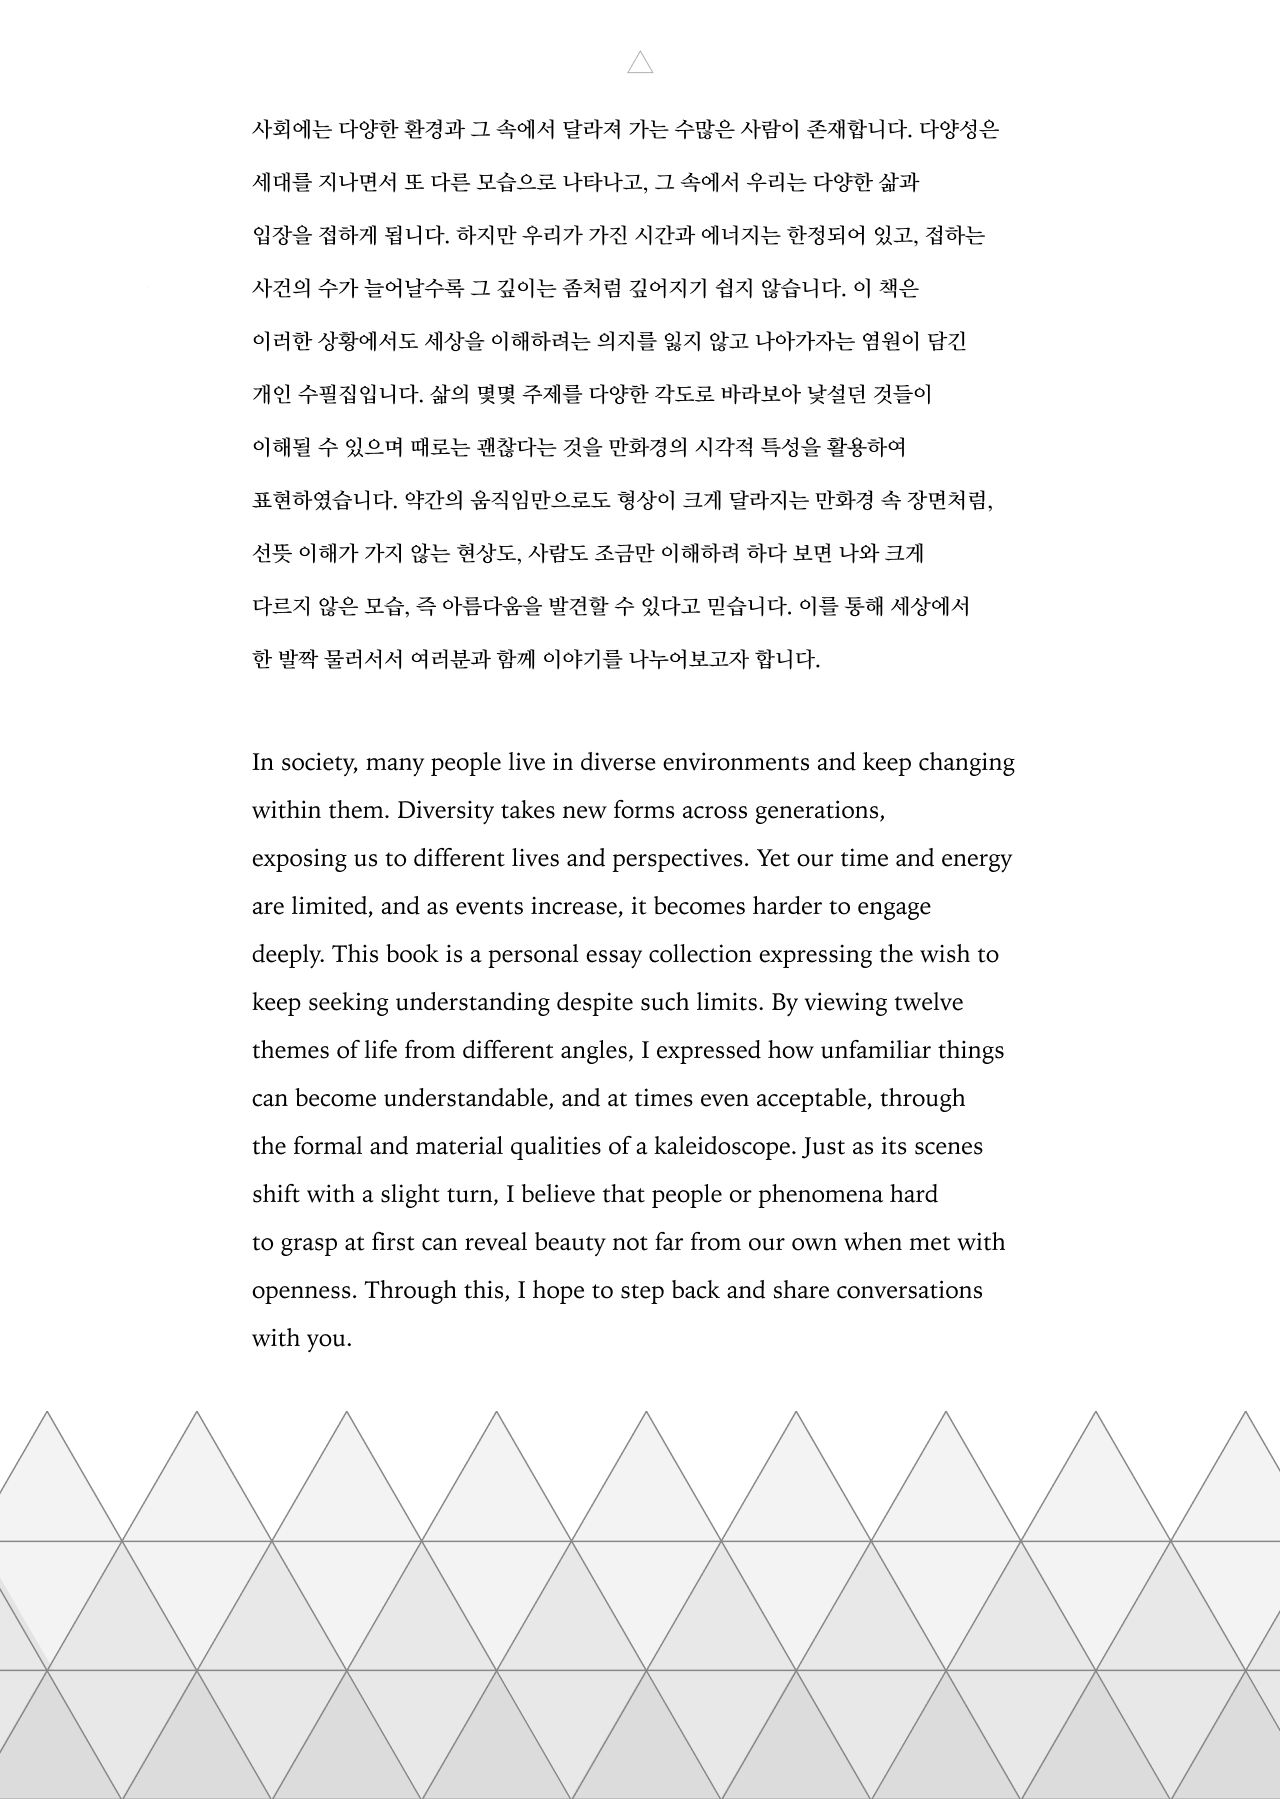 사회에는 다양한 환경과 그 속에서 달라져 가는 수많은 사람이 존재합니다. 다양성은
세대를 지나면서 또 다른 모습으로 나타나고, 그 속에서 우리는 다양한 삶과
입장을 접하게 됩니다. 하지만 우리가 가진 시간과 에너지는 한정되어 있고, 접하는
사건의 수가 늘어날수록 그 깊이는 좀처럼 깊어지기 쉽지 않습니다. 이 책은
이러한 상황에서도 세상을 이해하려는 의지를 잃지 않고 나아가자는 염원이 담긴
개인 수필집입니다. 삶의 몇몇 주제를 다양한 각도로 바라보아 낯설던 것들이
이해될 수 있으며 때로는 괜찮다는 것을 만화경의 시각적 특성을 활용하여
표현하였습니다. 약간의 움직임만으로도 형상이 크게 달라지는 만화경 속 장면처럼,
선뜻 이해가 가지 않는 현상도, 사람도 조금만 이해하려 하다 보면 나와 크게
다르지 않은 모습, 즉 아름다움을 발견할 수 있다고 믿습니다. 이를 통해 세상에서
한 발짝 물러서서 여러분과 함께 이야기를 나누어보고자 합니다.
In society, many people live in diverse environments and keep changing
within them. Diversity takes new forms across generations,
exposing us to different lives and perspectives. Yet our time and energy
are limited, and as events increase, it becomes harder to engage
deeply. This book is a personal essay collection expressing the wish to
keep seeking understanding despite such limits. By viewing twelve
themes of life from different angles, I expressed how unfamiliar things
can become understandable, and at times even acceptable, through
the formal and material qualities of a kaleidoscope. Just as its scenes
shift with a slight turn, I believe that people or phenomena hard
to grasp at first can reveal beauty not far from our own when met with
openness. Through this, I hope to step back and share conversations
with you.